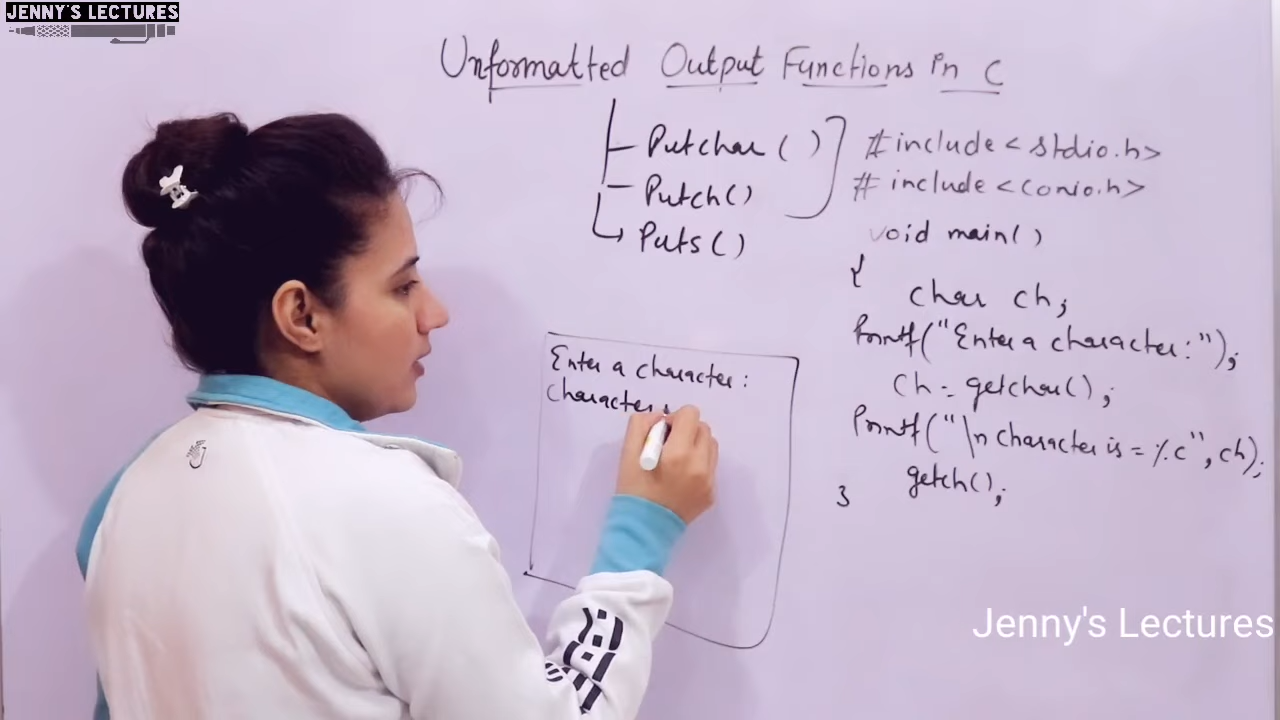 JENNY'S LECTURES
Unformatted Output Functions in C
Putchar ( )
Putch ( )
Puts ( )
# include < stdio.h >
# include < conio.h >
void main ( )
{
char ch;
Printf ("Enter a character:");
Ch = getchar ( );
Printf ("\n Character is = %c", ch);
getch ( );
}
Enter a character:
Character
Jenny's Lectures